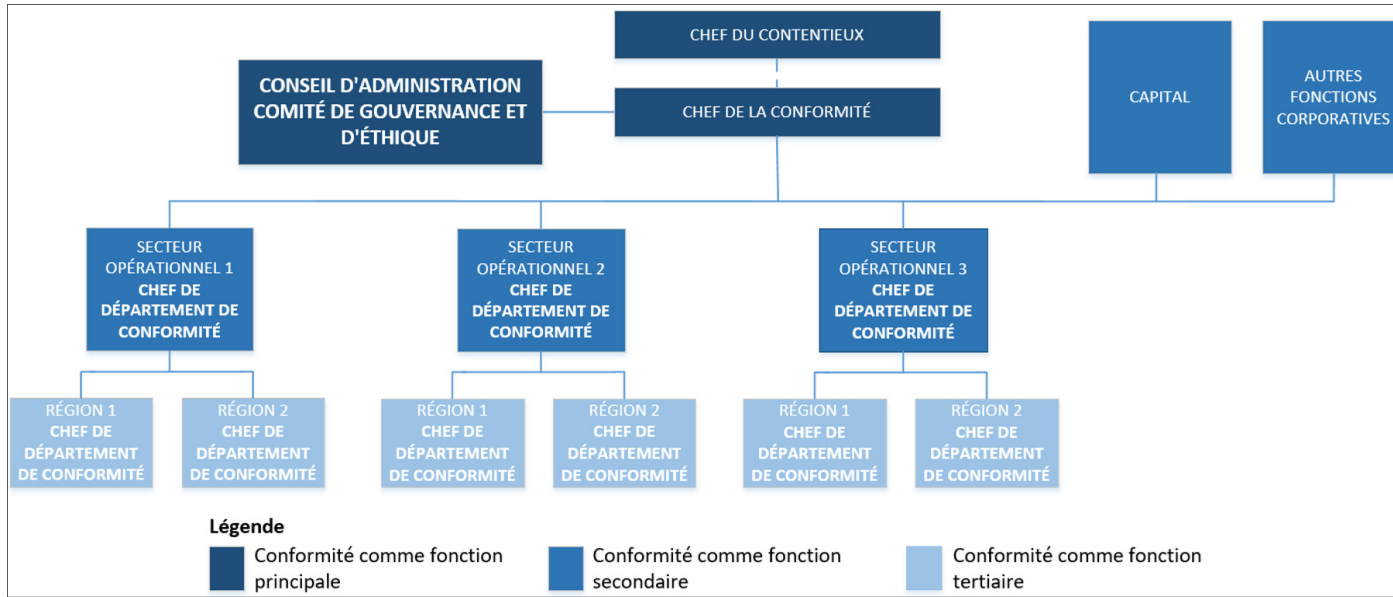 CHEF DU CONTENTIEUX
CONSEIL D'ADMINISTRATION
COMITÉ DE GOUVERNANCE ET
D'ÉTHIQUE
CHEF DE LA CONFORMITÉ
CAPITAL
AUTRES
FONCTIONS
CORPORATIVES
SECTEUR
OPÉRATIONNEL 1
CHEF DE
DÉPARTEMENT DE
CONFORMITÉ
SECTEUR
OPÉRATIONNEL 2
CHEF DE
DÉPARTEMENT DE
CONFORMITÉ
SECTEUR
OPÉRATIONNEL 3
CHEF DE
DÉPARTEMENT DE
CONFORMITÉ
RÉGION 1
CHEF DE
DÉPARTEMENT
DE CONFORMITÉ
RÉGION 2
CHEF DE
DÉPARTEMENT
DE CONFORMITÉ
RÉGION 1
CHEF DE
DÉPARTEMENT
DE CONFORMITÉ
RÉGION 2
CHEF DE
DÉPARTEMENT
DE CONFORMITÉ
RÉGION 1
CHEF DE
DÉPARTEMENT
DE CONFORMITÉ
RÉGION 2
CHEF DE
DÉPARTEMENT
DE CONFORMITÉ
Légende
Conformité comme fonction
principale
Conformité comme fonction
secondaire
Conformité comme fonction
tertiaire